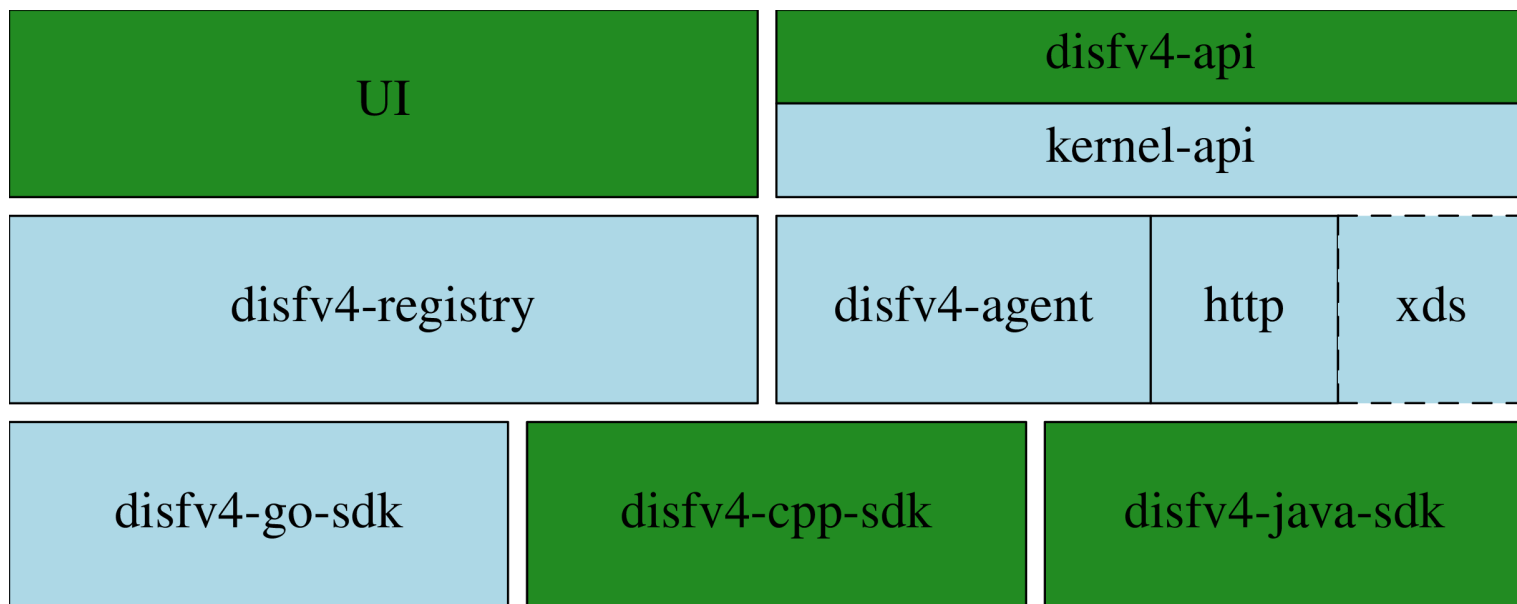 UI
disfv4-api
kernel-api
disfv4-registry
disfv4-agent
http
xds
disfv4-go-sdk
disfv4-cpp-sdk
disfv4-java-sdk